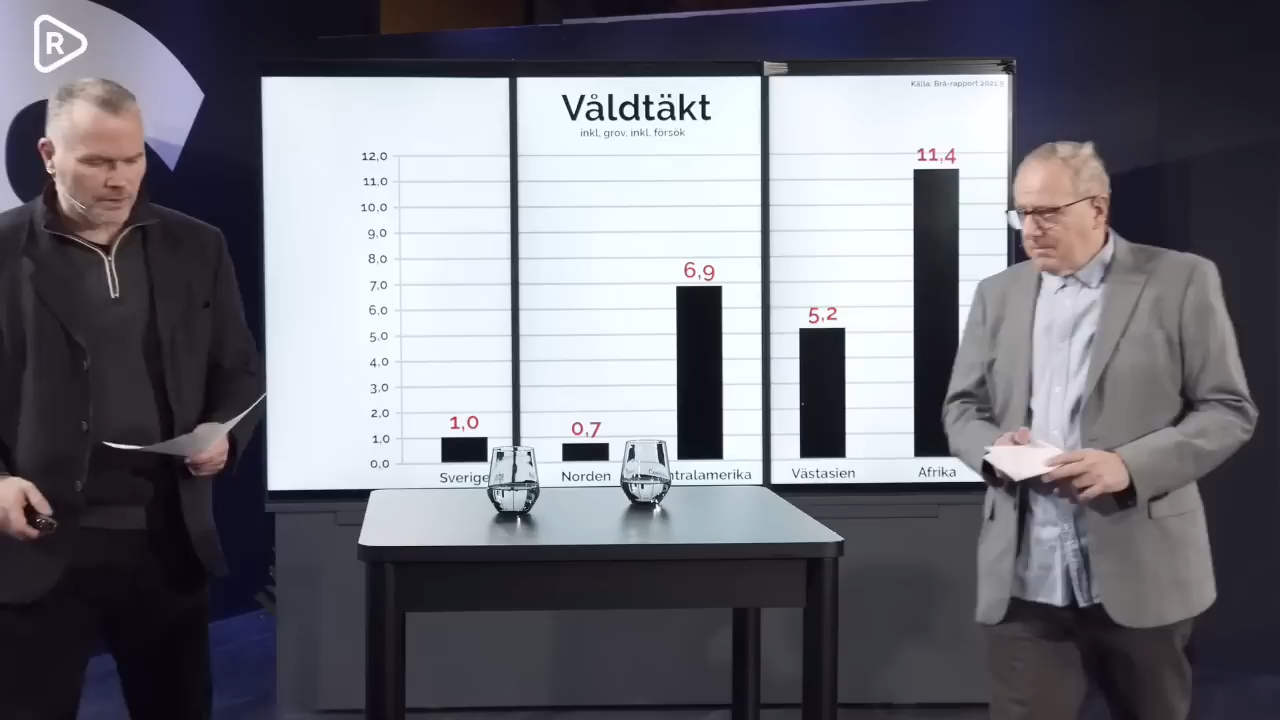 R
Källa: Brå-rapport 2021:9
Våldtäkt
inkl, grov. inkl. försök
12,0
11,0
10,0
9,0
8,0
7,0
6,0
5,0
4,0
3,0
2,0
1,0
0,0
1,0
0,7
6,9
5,2
11,4
Sverige
Norden
ntralamerika
Västasien
Afrika